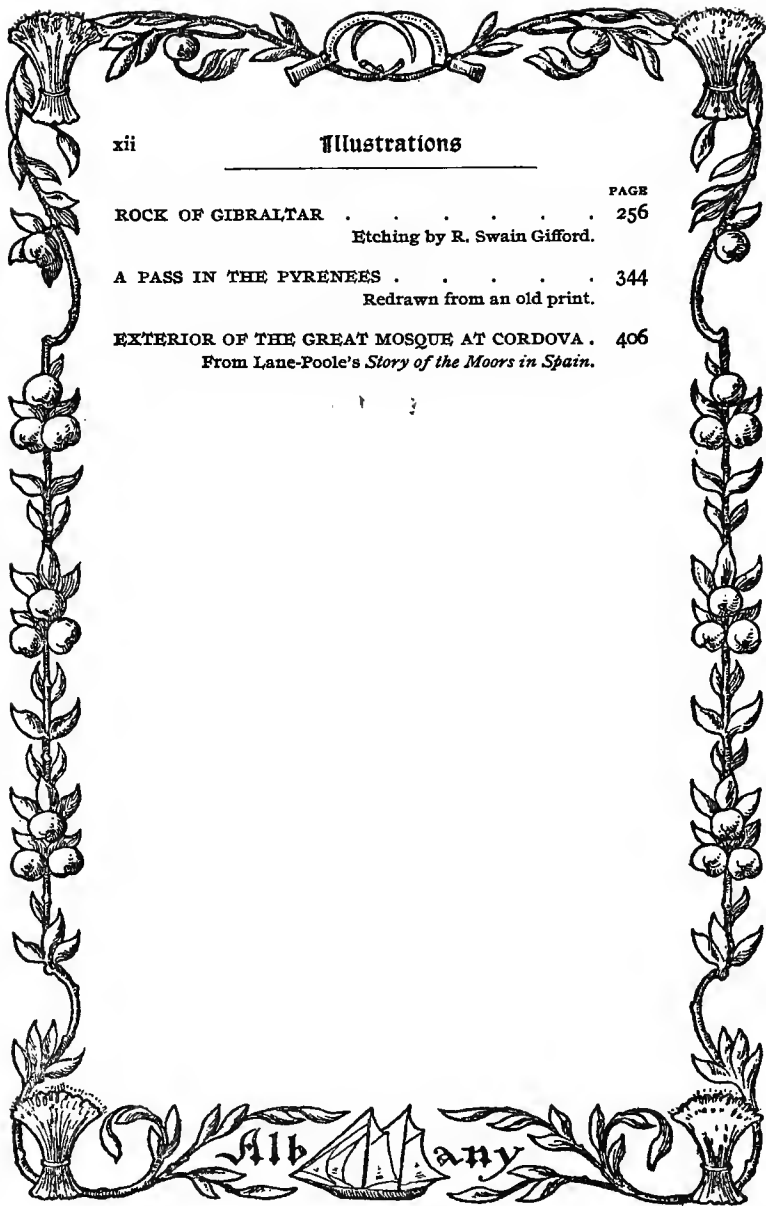 xii Illustrations
PAGE
ROCK OF GIBRALTAR . . . . . . 256
Etching by R. Swain Gifford.
A PASS IN THE PYRENEES . . . . . 344
Redrawn from an old print.
EXTERIOR OF THE GREAT MOSQUE AT CORDOVA . 406
From Lane-Poole's Story of the Moors in Spain.
Alb any